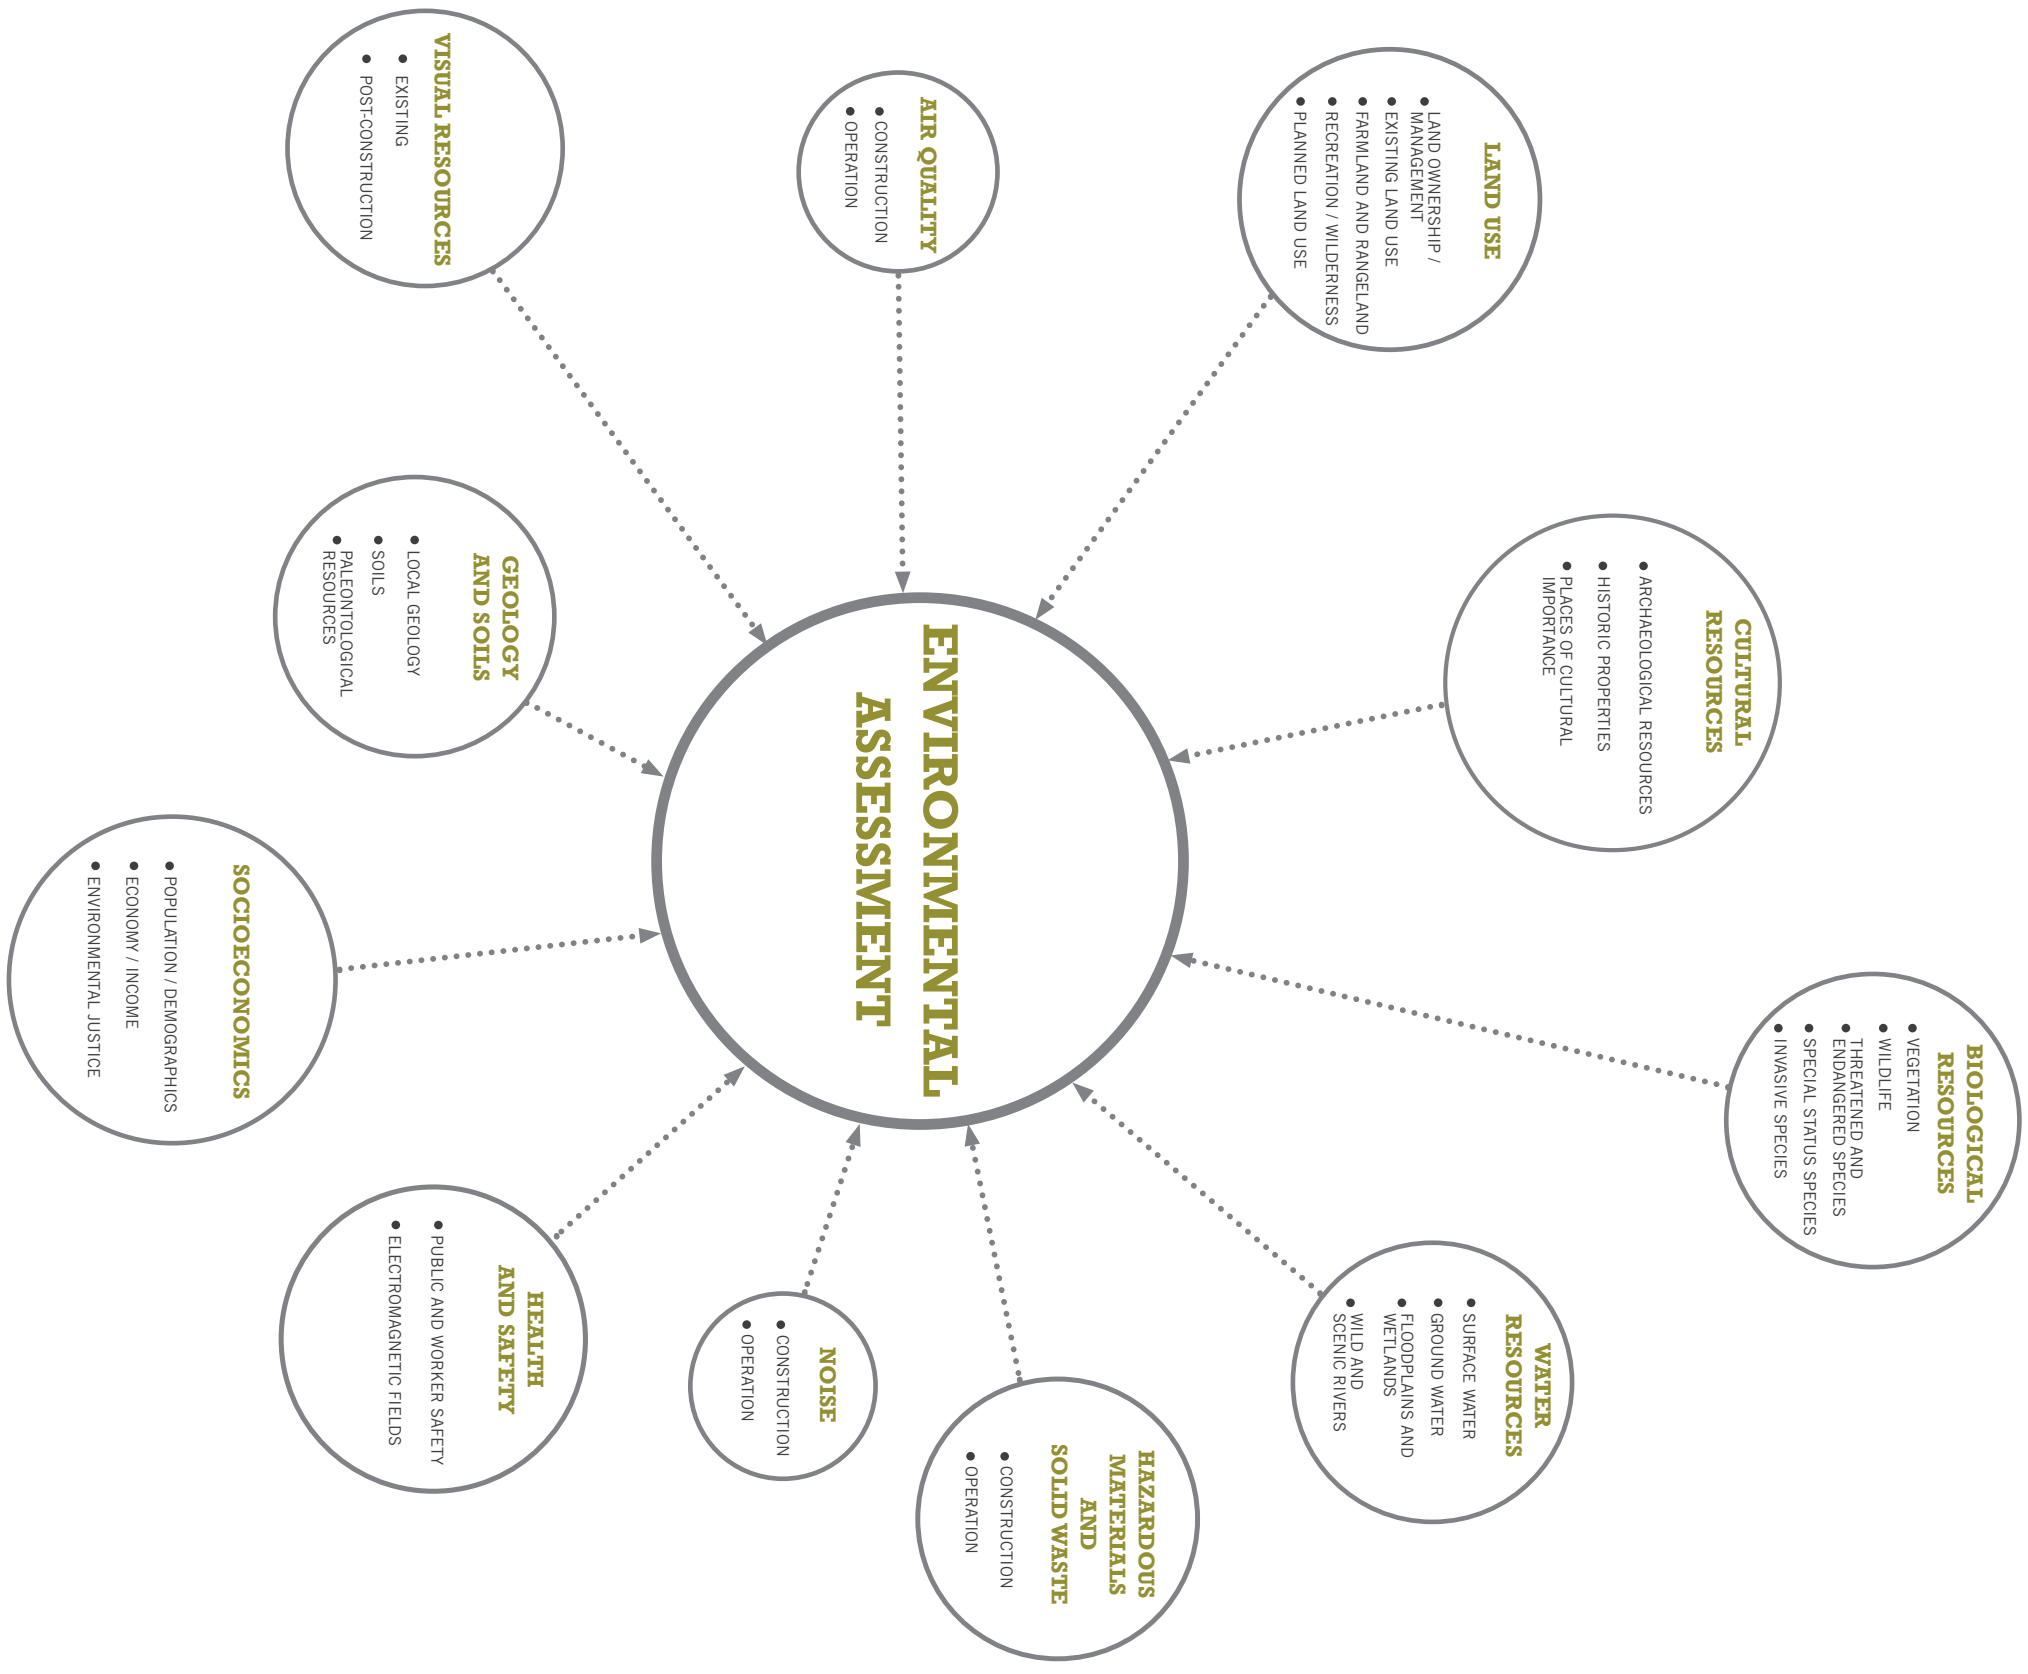 ENVIRONMENTAL
ASSESSMENT
BIOLOGICAL
RESOURCES
● VEGETATION
● WILDLIFE
● THREATENED AND
ENDANGERED SPECIES
● SPECIAL STATUS SPECIES
● INVASIVE SPECIES
CULTURAL
RESOURCES
● ARCHAEOLOGICAL RESOURCES
● HISTORIC PROPERTIES
● PLACES OF CULTURAL
IMPORTANCE
WATER
RESOURCES
● SURFACE WATER
● GROUND WATER
● FLOODPLAINS AND
WETLANDS
● WILD AND
SCENIC RIVERS
LAND USE
● LAND OWNERSHIP /
MANAGEMENT
● EXISTING LAND USE
● FARMLAND AND RANGELAND
● RECREATION / WILDERNESS
● PLANNED LAND USE
HAZARDOUS
MATERIALS
AND
SOLID WASTE
● CONSTRUCTION
● OPERATION
AIR QUALITY
● CONSTRUCTION
● OPERATION
NOISE
● CONSTRUCTION
● OPERATION
HEALTH
AND SAFETY
● PUBLIC AND WORKER SAFETY
● ELECTROMAGNETIC FIELDS
GEOLOGY
AND SOILS
● LOCAL GEOLOGY
● SOILS
● PALEONTOLOGICAL
RESOURCES
VISUAL RESOURCES
● EXISTING
● POST-CONSTRUCTION
SOCIOECONOMICS
● POPULATION / DEMOGRAPHICS
● ECONOMY / INCOME
● ENVIRONMENTAL JUSTICE